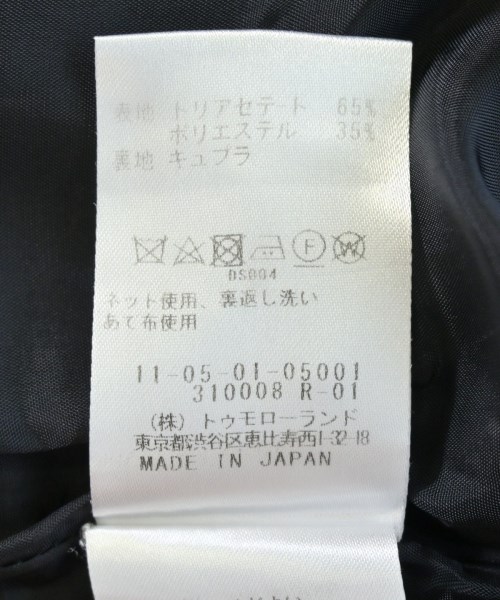 表地 トリアセテート 65%
ポリエステル 35%
裏地 キュプラ
F W
DS004
ネット使用、裏返し洗い
あて布使用
11-05-01-05001
310008 R-01
(株) トゥモローランド
東京都渋谷区恵比寿西1-32-18
MADE IN JAPAN